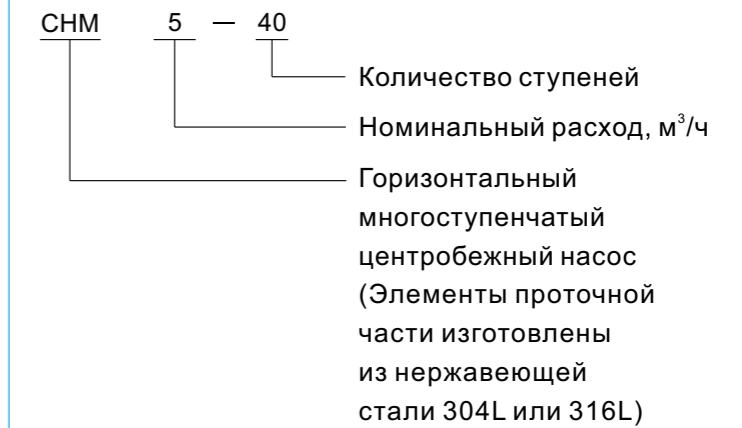 CHM 5 — 40
Количество ступеней
Номинальный расход, м³/ч
Горизонтальный
многоступенчатый
центробежный насос
(Элементы проточной
части изготовлены
из нержавеющей
стали 304L или 316L)